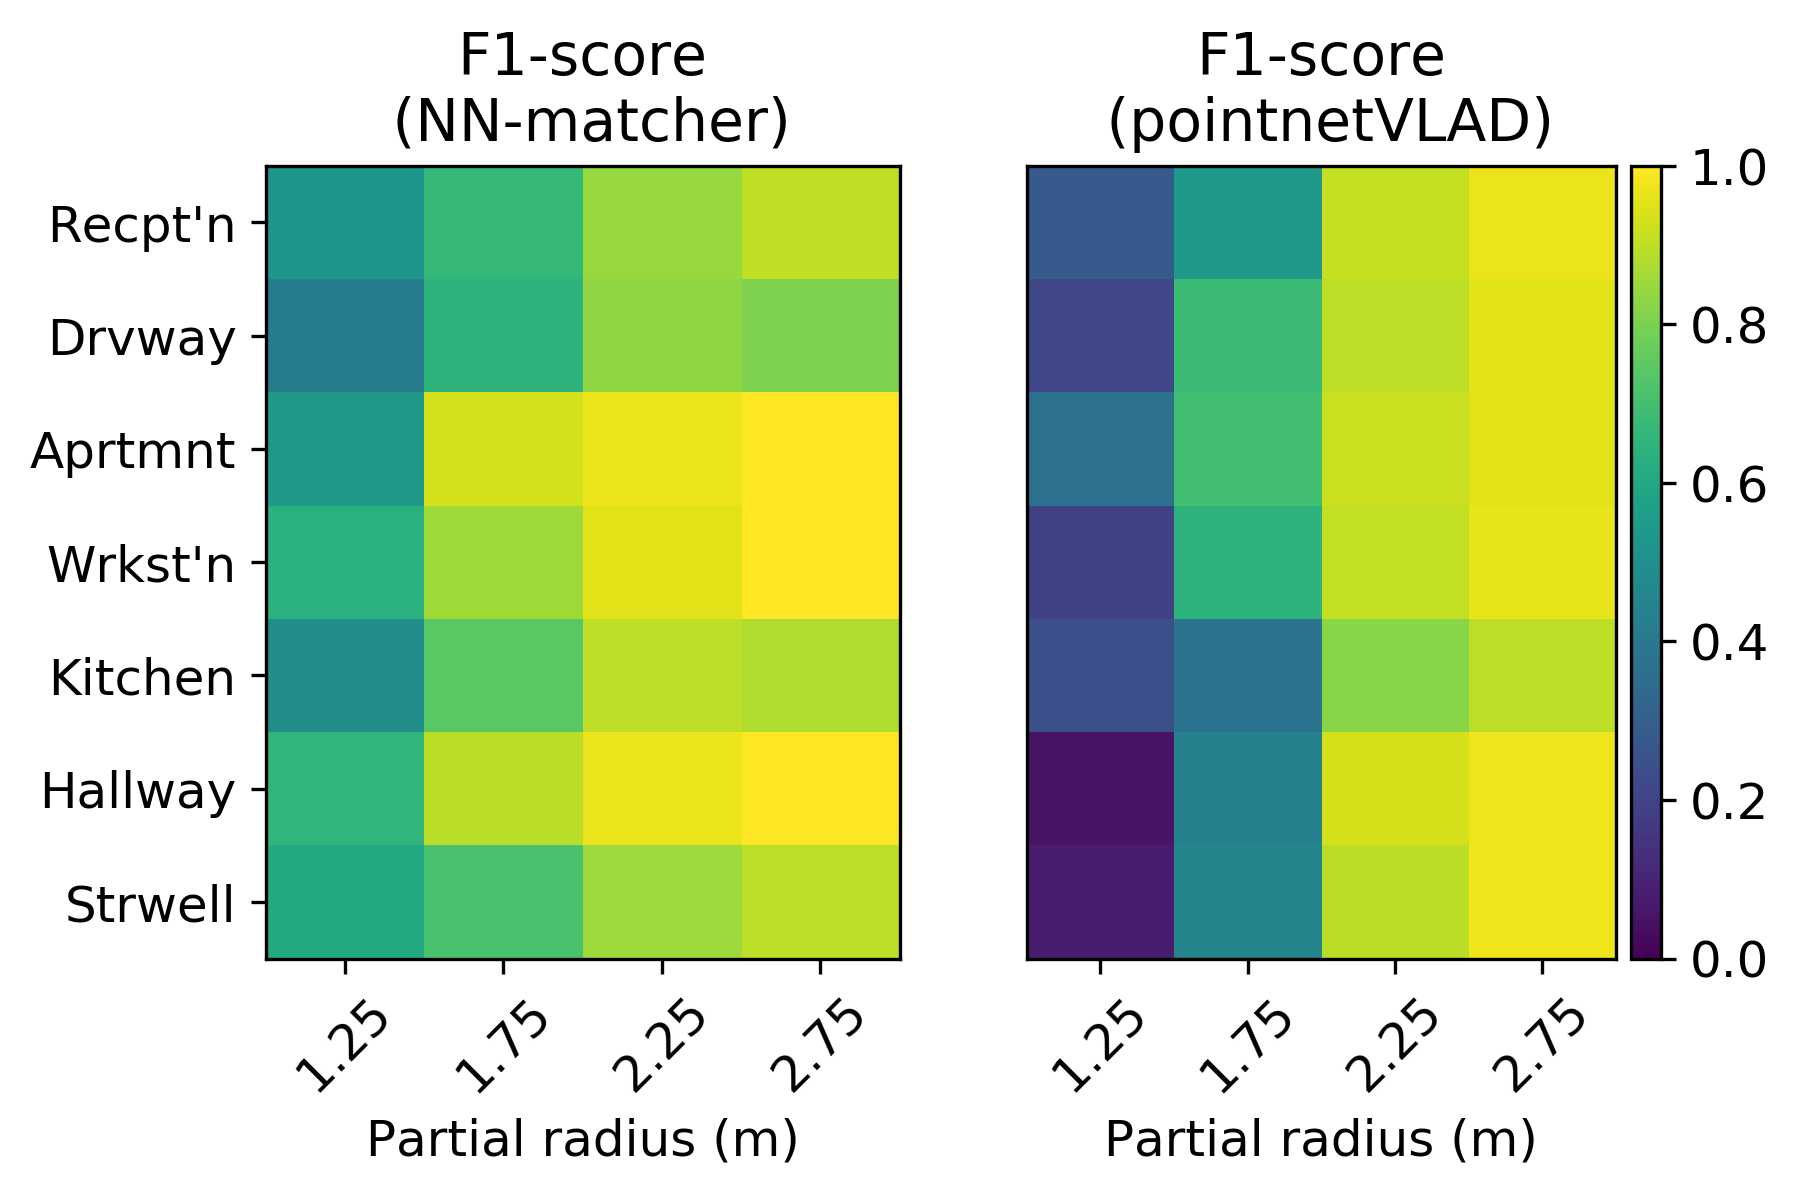 F1-score
(NN-matcher)
F1-score
(pointnetVLAD)
Recpt'n
Drvway
Aprtmnt
Wrkst'n
Kitchen
Hallway
Strwell
1.0
0.8
0.6
0.4
0.2
0.0
1.25
1.75
2.25
2.75
1.25
1.75
2.25
2.75
Partial radius (m)
Partial radius (m)